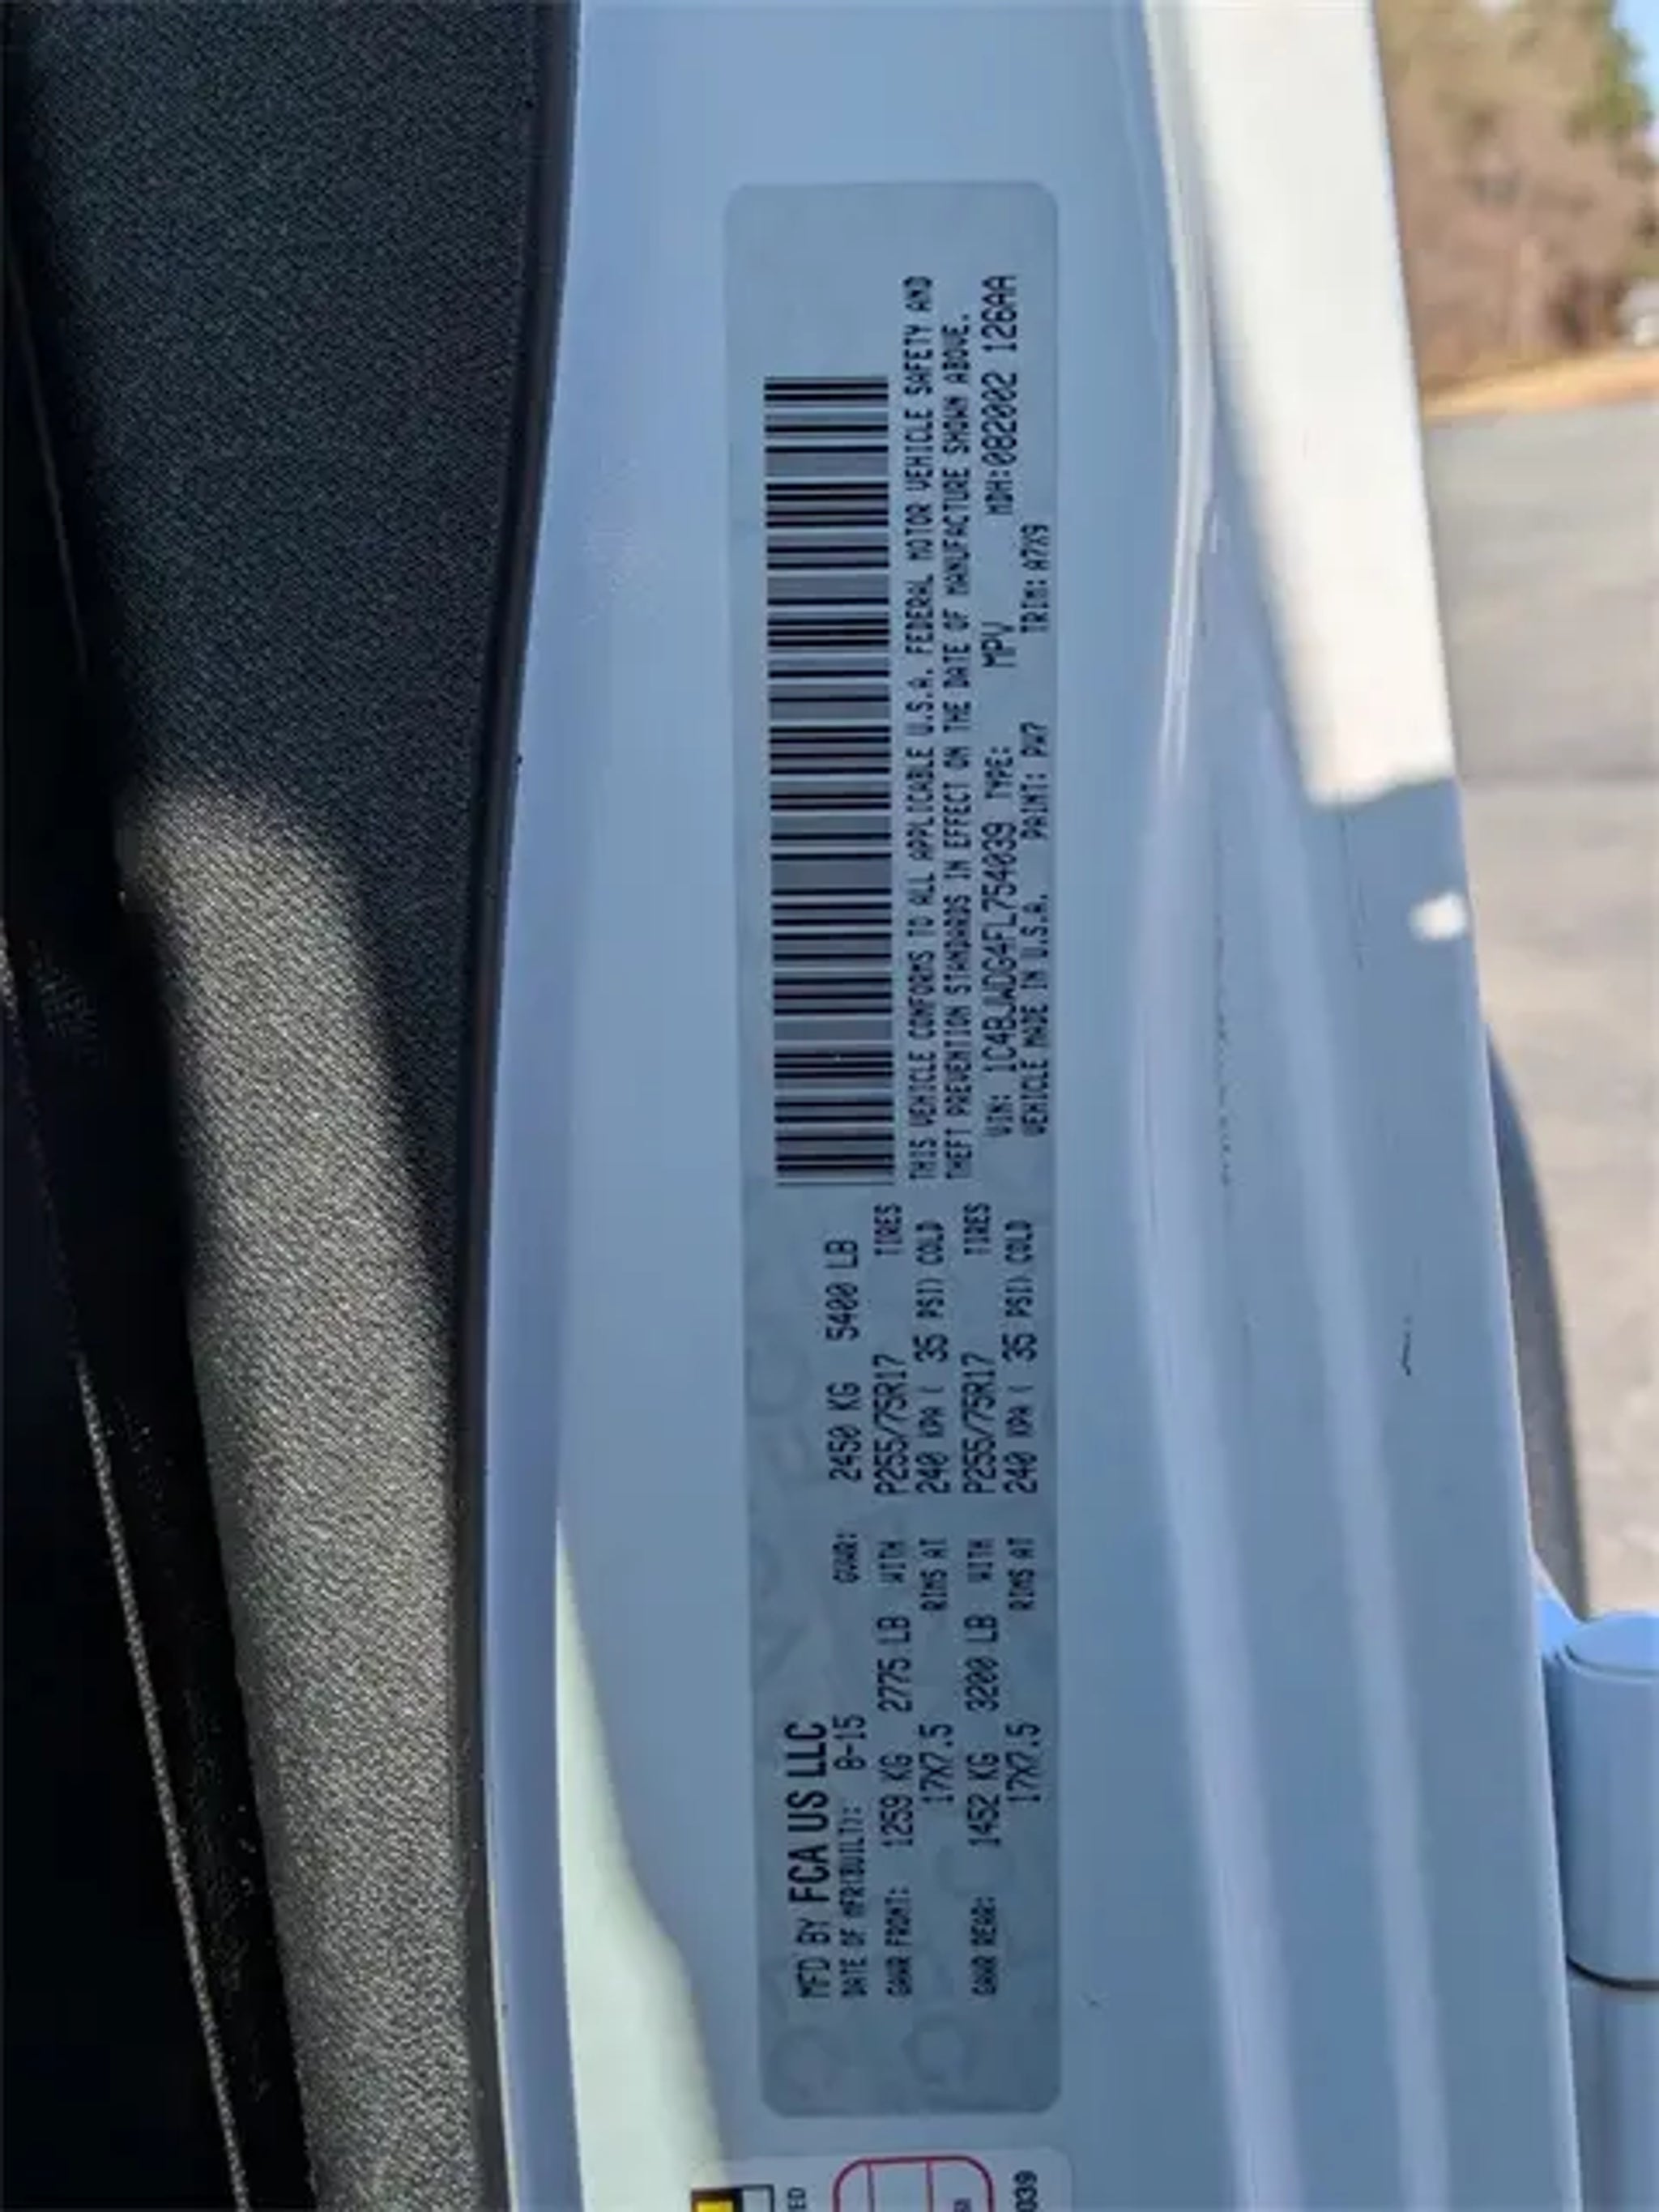 MFD BY FCA US LLC
DATE OF MFR(BUILT): 8-15 GVWR: 2450 KG 5400 LB
GAWR FRONT: 1259 KG 2775 LB WITH P255/75R17 TIRES
17X7.5 RIMS AT 240 KPA ( 35 PSI) COLD
GAWR REAR: 1452 KG 3200 LB WITH P255/75R17 TIRES
17X7.5 RIMS AT 240 KPA ( 35 PSI) COLD
THIS VEHICLE CONFORMS TO ALL APPLICABLE U.S.A. FEDERAL MOTOR VEHICLE SAFETY AND
THEFT PREVENTION STANDARDS IN EFFECT ON THE DATE OF MANUFACTURE SHOWN ABOVE.
VIN: 1C4BJWDG4FL754039 TYPE: MPV MDH:082002 126AA
VEHICLE MADE IN U.S.A. PAINT: PW7 TRIM: A7X9
039